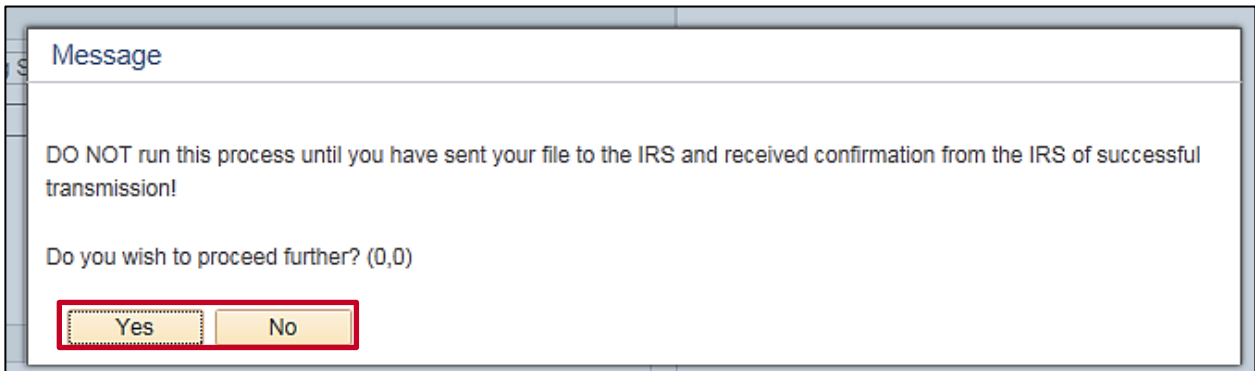 Message
DO NOT run this process until you have sent your file to the IRS and received confirmation from the IRS of successful
transmission!
Do you wish to proceed further? (0,0)
Yes No